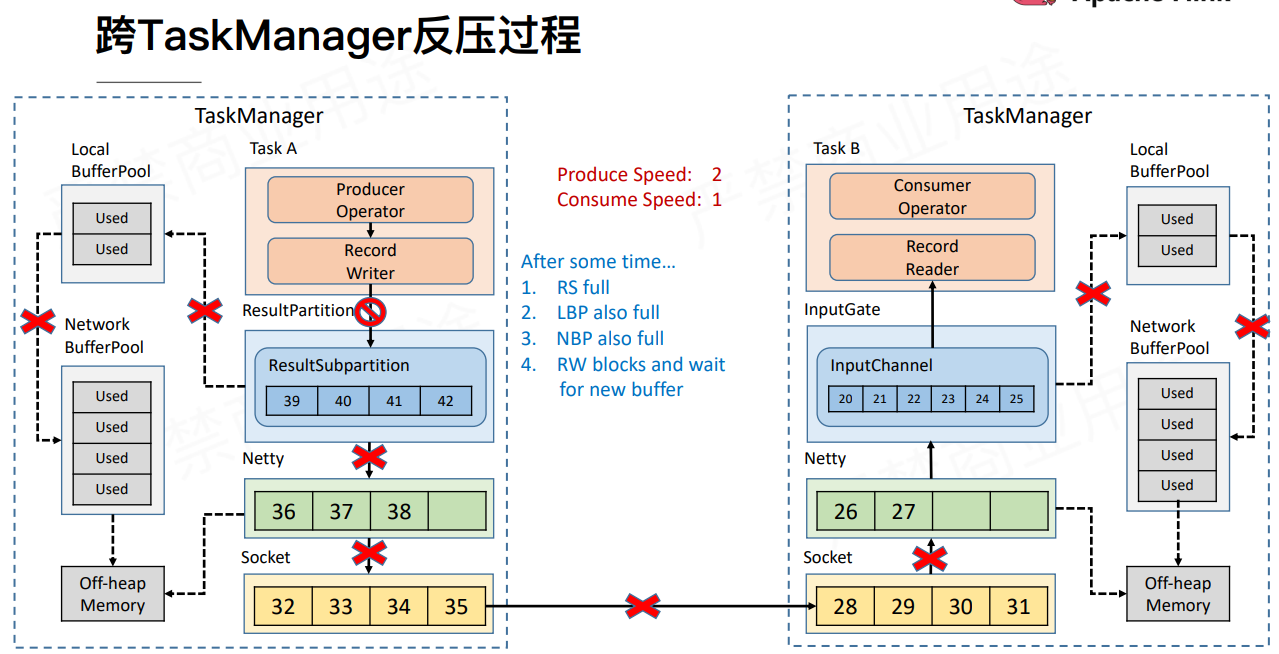 跨TaskManager反压过程
TaskManager
Local
BufferPool
Used
Used
Network
BufferPool
Used
Used
Used
Used
Off-heap
Memory
Task A
Producer
Operator
Record
Writer
ResultPartition
ResultSubpartition
39 40 41 42
Netty
36 37 38
Socket
32 33 34 35
Produce Speed: 2
Consume Speed: 1
After some time...
1. RS full
2. LBP also full
3. NBP also full
4. RW blocks and wait
for new buffer
TaskManager
Task B
Consumer
Operator
Record
Reader
InputGate
InputChannel
20 21 22 23 24 25
Netty
26 27
Socket
28 29 30 31
Local
BufferPool
Used
Used
Network
BufferPool
Used
Used
Used
Used
Off-heap
Memory